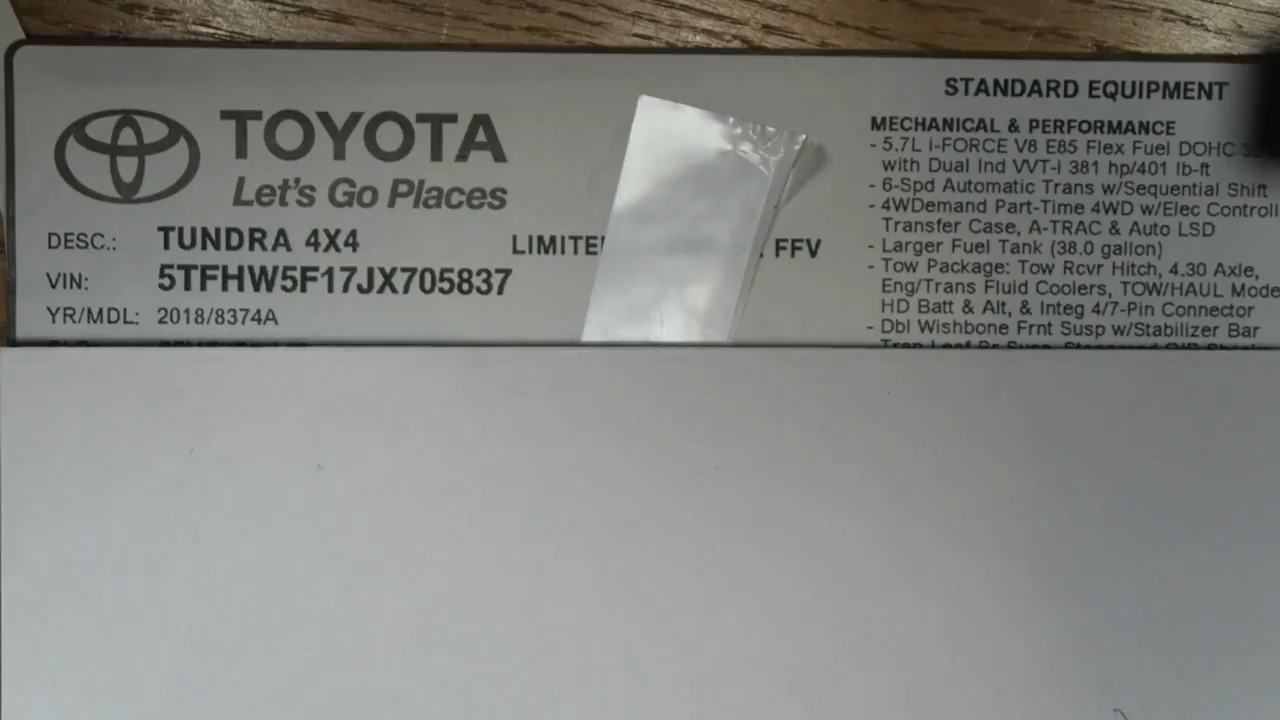 TOYOTA
Let's Go Places
DESC.: TUNDRA 4X4 FFV
VIN: 5TFHW5F17JX705837
YR/MDL: 2018/8374A
STANDARD EQUIPMENT
MECHANICAL & PERFORMANCE
- 5.7L i-FORCE V8 E85 Flex Fuel DOHC
with Dual Ind VVT-i 381 hp/401 lb-ft
- 6-Spd Automatic Trans w/Sequential Shift
- 4WDemand Part-Time 4WD w/Elec Controll
Transfer Case, A-TRAC & Auto LSD
- Larger Fuel Tank (38.0 gallon)
- Tow Package: Tow Rcvr Hitch, 4.30 Axle,
Eng/Trans Fluid Coolers, TOW/HAUL Mode
HD Batt & Alt, & Integ 4/7-Pin Connector
- Dbl Wishbone Frnt Susp w/Stabilizer Bar